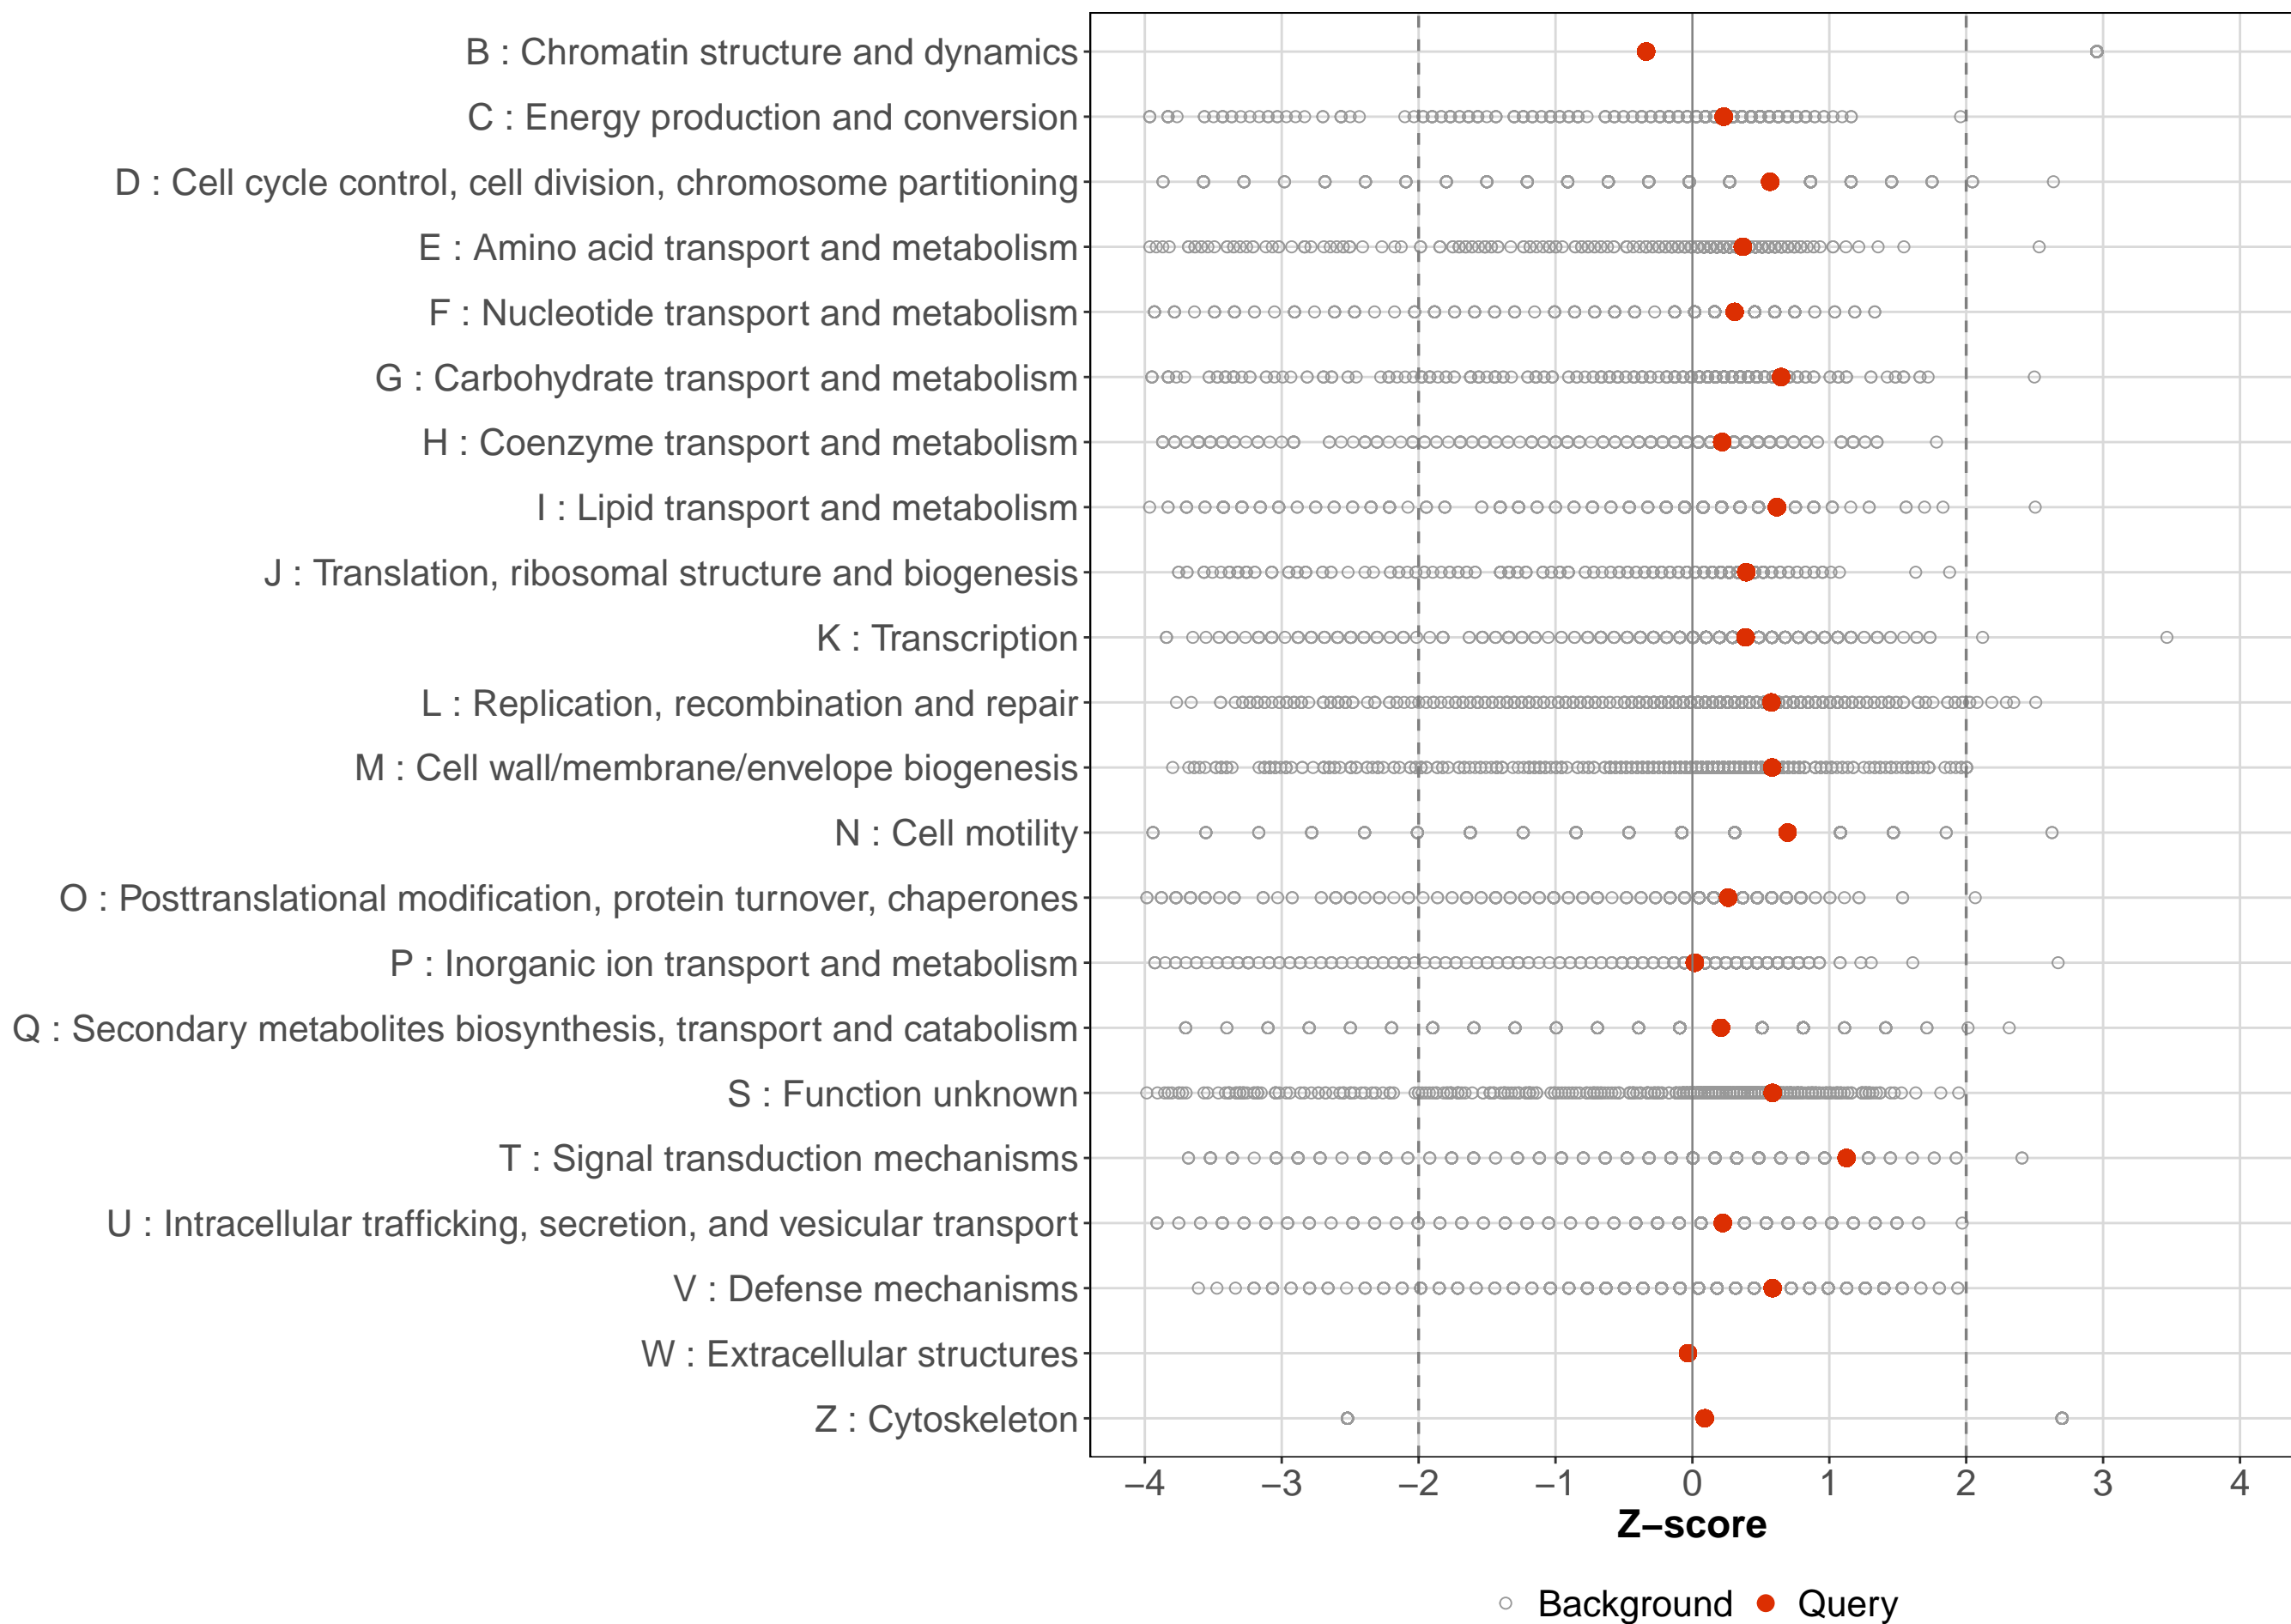 B : Chromatin structure and dynamics
C : Energy production and conversion
D : Cell cycle control, cell division, chromosome partitioning
E : Amino acid transport and metabolism
F : Nucleotide transport and metabolism
G : Carbohydrate transport and metabolism
H : Coenzyme transport and metabolism
I : Lipid transport and metabolism
J : Translation, ribosomal structure and biogenesis
K : Transcription
L : Replication, recombination and repair
M : Cell wall/membrane/envelope biogenesis
N : Cell motility
O : Posttranslational modification, protein turnover, chaperones
P : Inorganic ion transport and metabolism
Q : Secondary metabolites biosynthesis, transport and catabolism
S : Function unknown
T : Signal transduction mechanisms
U : Intracellular trafficking, secretion, and vesicular transport
V : Defense mechanisms
W : Extracellular structures
Z : Cytoskeleton
−4 −3 −2 −1 0 1 2 3 4
Z−score
Background Query